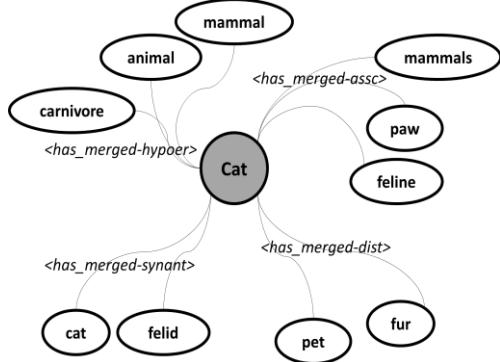 mammal
animal
mammals
<has_merged-assc>
carnivore
paw
<has_merged-hypoer>
Cat
feline
<has_merged-dist>
<has_merged-synant>
cat
felid
pet
fur